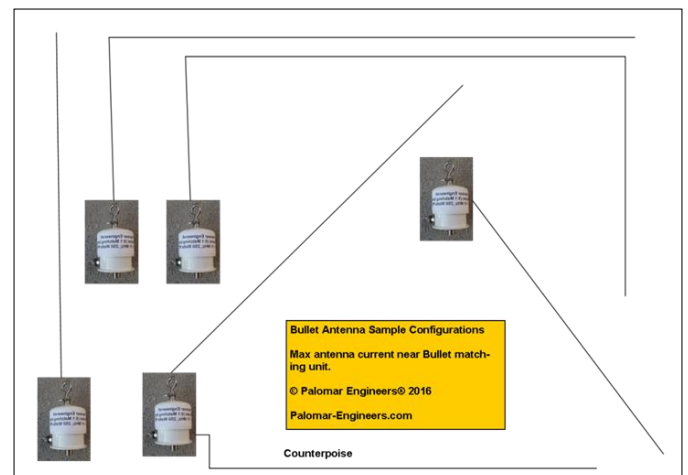 Bullet Antenna Sample Configurations
Max antenna current near Bullet match-
ing unit.
© Palomar Engineers® 2016
Palomar-Engineers.com
Counterpoise